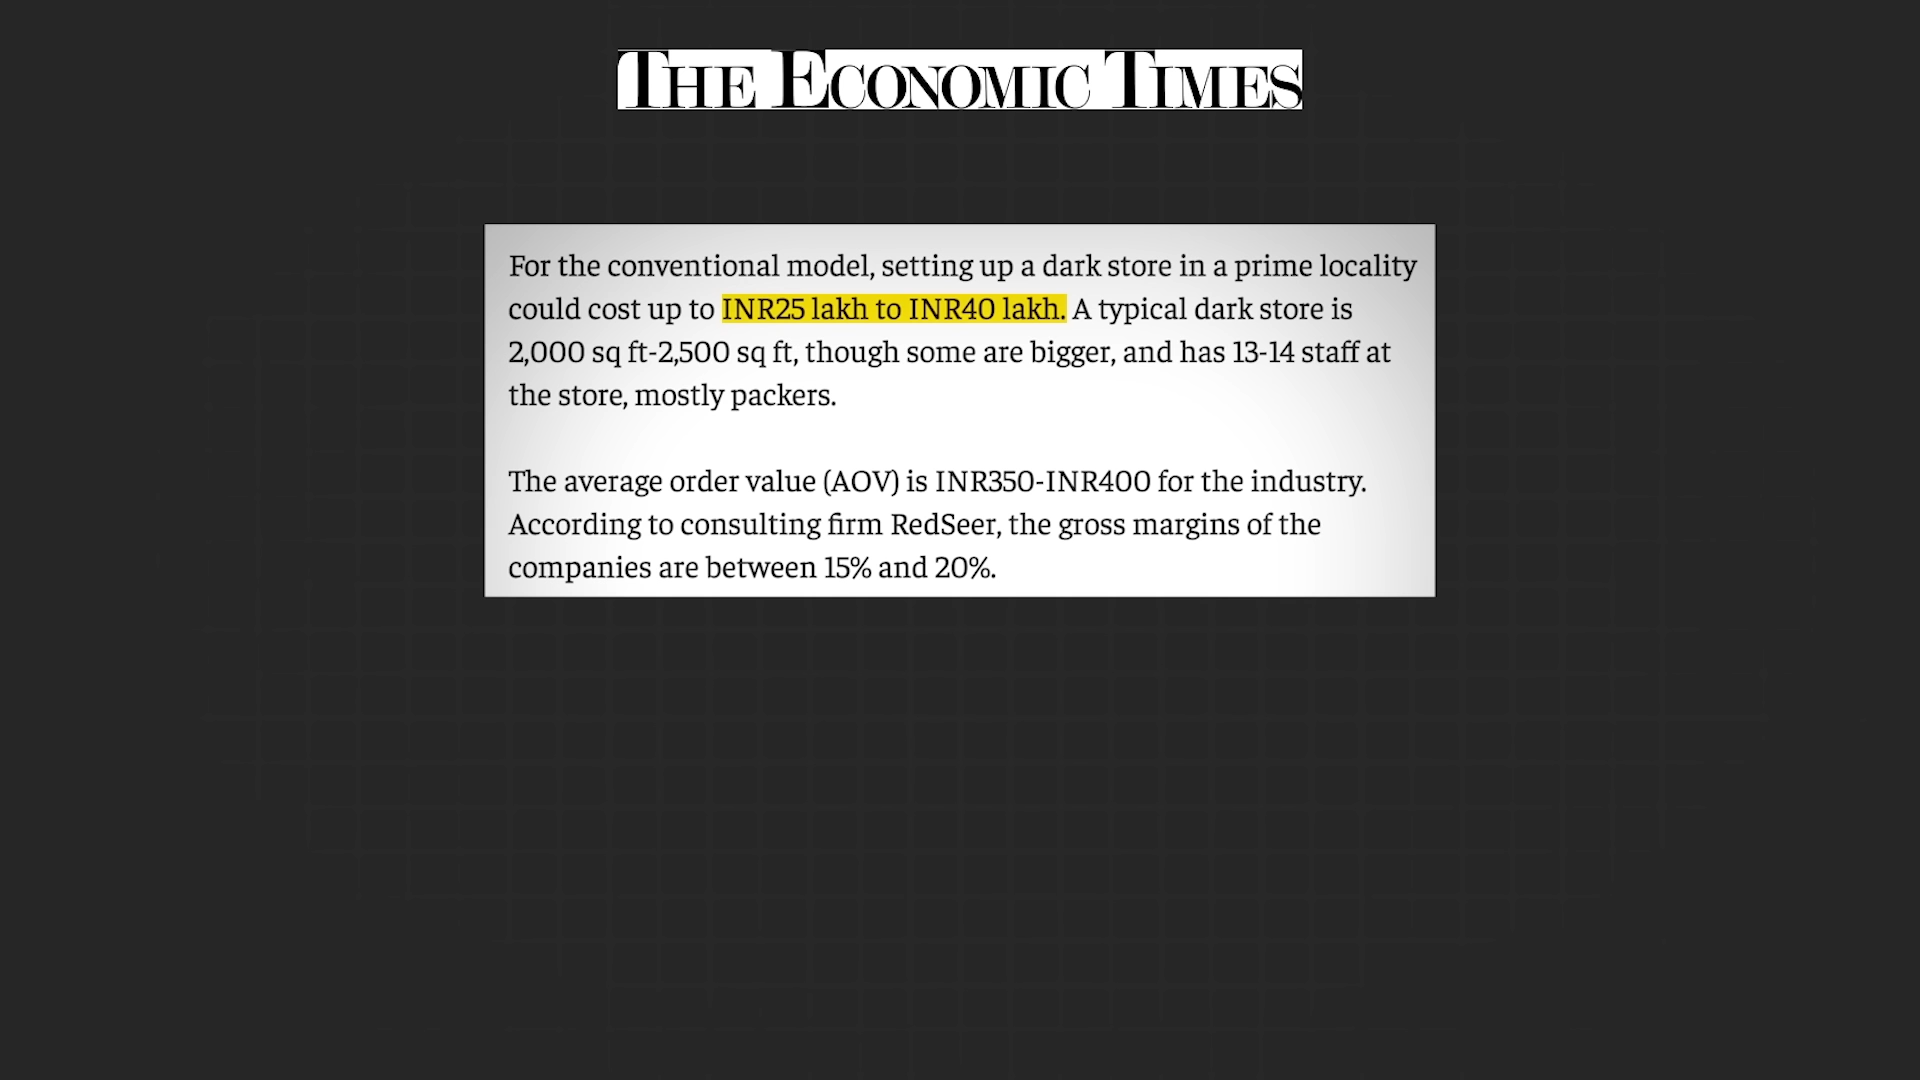 THE ECONOMIC TIMES
For the conventional model, setting up a dark store in a prime locality
could cost up to INR25 lakh to INR40 lakh. A typical dark store is
2,000 sq ft-2,500 sq ft, though some are bigger, and has 13-14 staff at
the store, mostly packers.
The average order value (AOV) is INR350-INR400 for the industry.
According to consulting firm RedSeer, the gross margins of the
companies are between 15% and 20%.